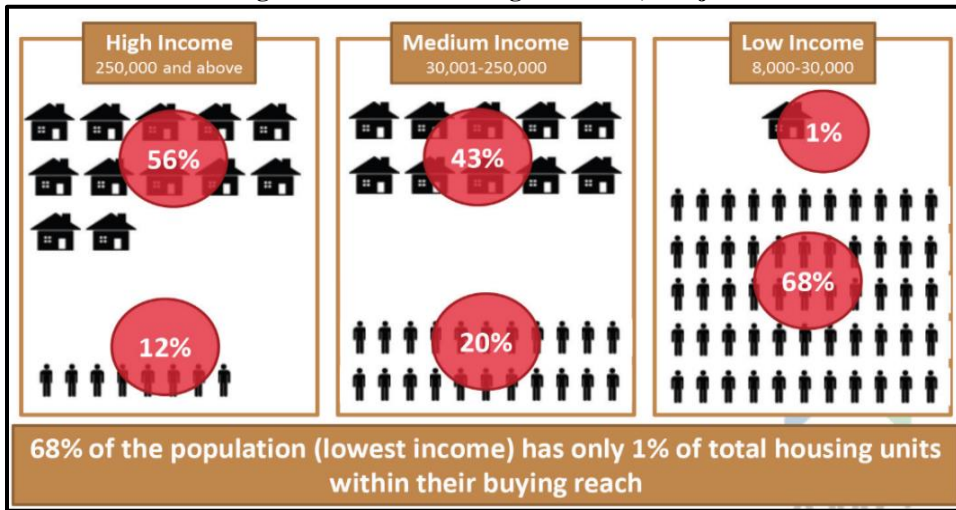 High Income
250,000 and above
56%
12%
Medium Income
30,001-250,000
43%
20%
Low Income
8,000-30,000
1%
68%
68% of the population (lowest income) has only 1% of total housing units
within their buying reach